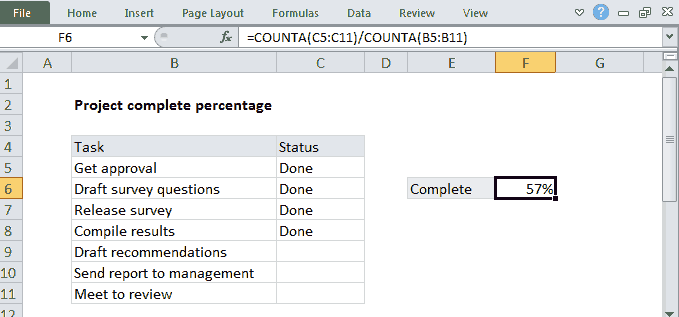 File Home Insert Page Layout Formulas Data Review View ?
F6 fx =COUNTA(C5:C11)/COUNTA(B5:B11)
A B C D E F G
1
2 Project complete percentage
3
4 Task Status
5 Get approval Done
6 Draft survey questions Done Complete 57%
7 Release survey Done
8 Compile results Done
9 Draft recommendations
10 Send report to management
11 Meet to review
12